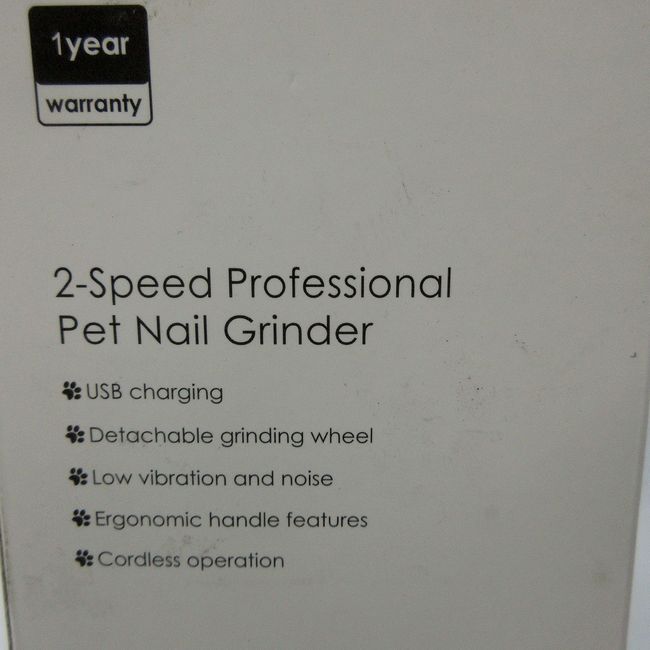 1year
warranty
2-Speed Professional
Pet Nail Grinder
USB charging
Detachable grinding wheel
Low vibration and noise
Ergonomic handle features
Cordless operation